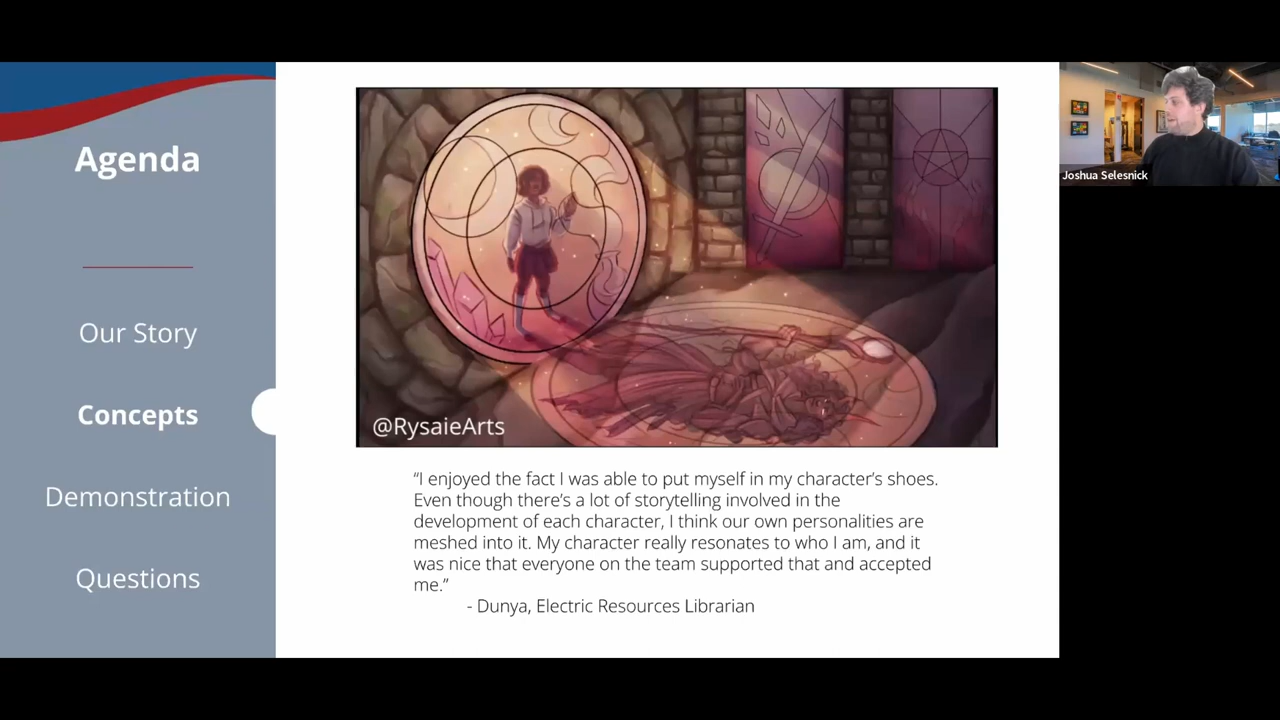 Agenda
Our Story
Concepts
Demonstration
Questions
@RysaieArts
“I enjoyed the fact I was able to put myself in my character’s shoes.
Even though there’s a lot of storytelling involved in the
development of each character, I think our own personalities are
meshed into it. My character really resonates to who I am, and it
was nice that everyone on the team supported that and accepted
me.”
- Dunya, Electric Resources Librarian
Joshua Selesnick